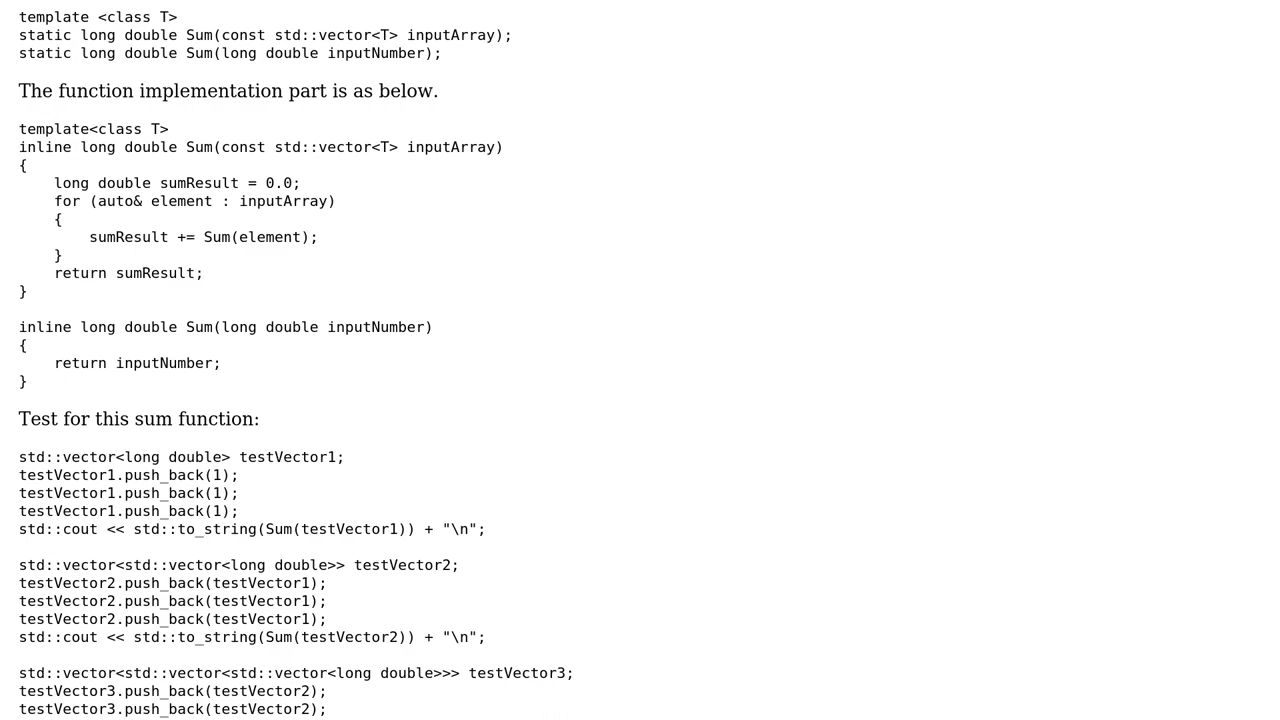 template <class T>
static long double Sum(const std::vector<T> inputArray);
static long double Sum(long double inputNumber);
The function implementation part is as below.
template<class T>
inline long double Sum(const std::vector<T> inputArray)
{
    long double sumResult = 0.0;
    for (auto& element : inputArray)
    {
        sumResult += Sum(element);
    }
    return sumResult;
}
inline long double Sum(long double inputNumber)
{
    return inputNumber;
}
Test for this sum function:
std::vector<long double> testVector1;
testVector1.push_back(1);
testVector1.push_back(1);
testVector1.push_back(1);
std::cout << std::to_string(Sum(testVector1)) + "\n";
std::vector<std::vector<long double>> testVector2;
testVector2.push_back(testVector1);
testVector2.push_back(testVector1);
testVector2.push_back(testVector1);
std::cout << std::to_string(Sum(testVector2)) + "\n";
std::vector<std::vector<std::vector<long double>>> testVector3;
testVector3.push_back(testVector2);
testVector3.push_back(testVector2);